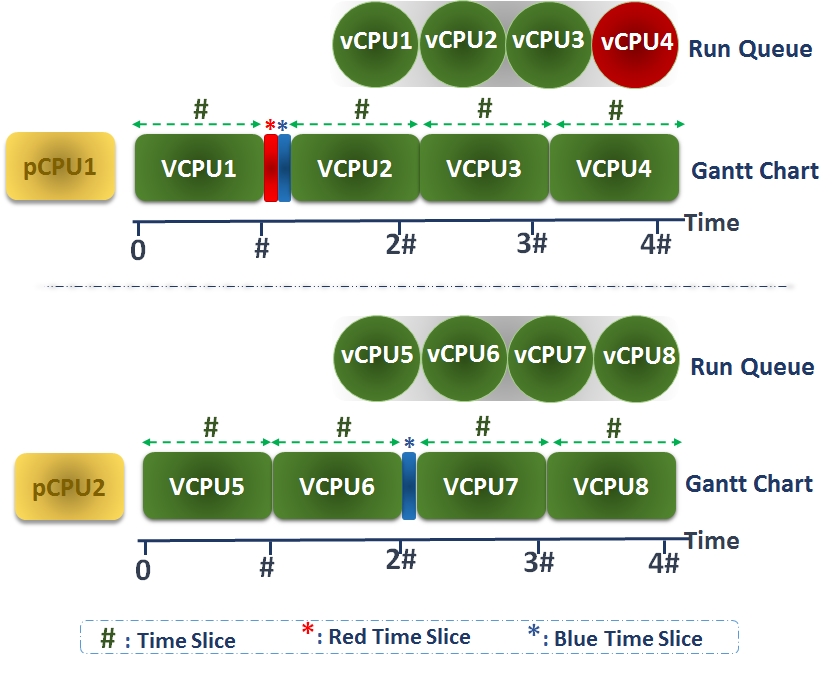 vCPU1 vCPU2 vCPU3 vCPU4 Run Queue
# # # #
* *
pCPU1 VCPU1 VCPU2 VCPU3 VCPU4 Gantt Chart
Time
0 # 2# 3# 4#
vCPU5 vCPU6 vCPU7 vCPU8 Run Queue
# # # #
*
pCPU2 VCPU5 VCPU6 VCPU7 VCPU8 Gantt Chart
Time
0 # 2# 3# 4#
# : Time Slice *: Red Time Slice *: Blue Time Slice